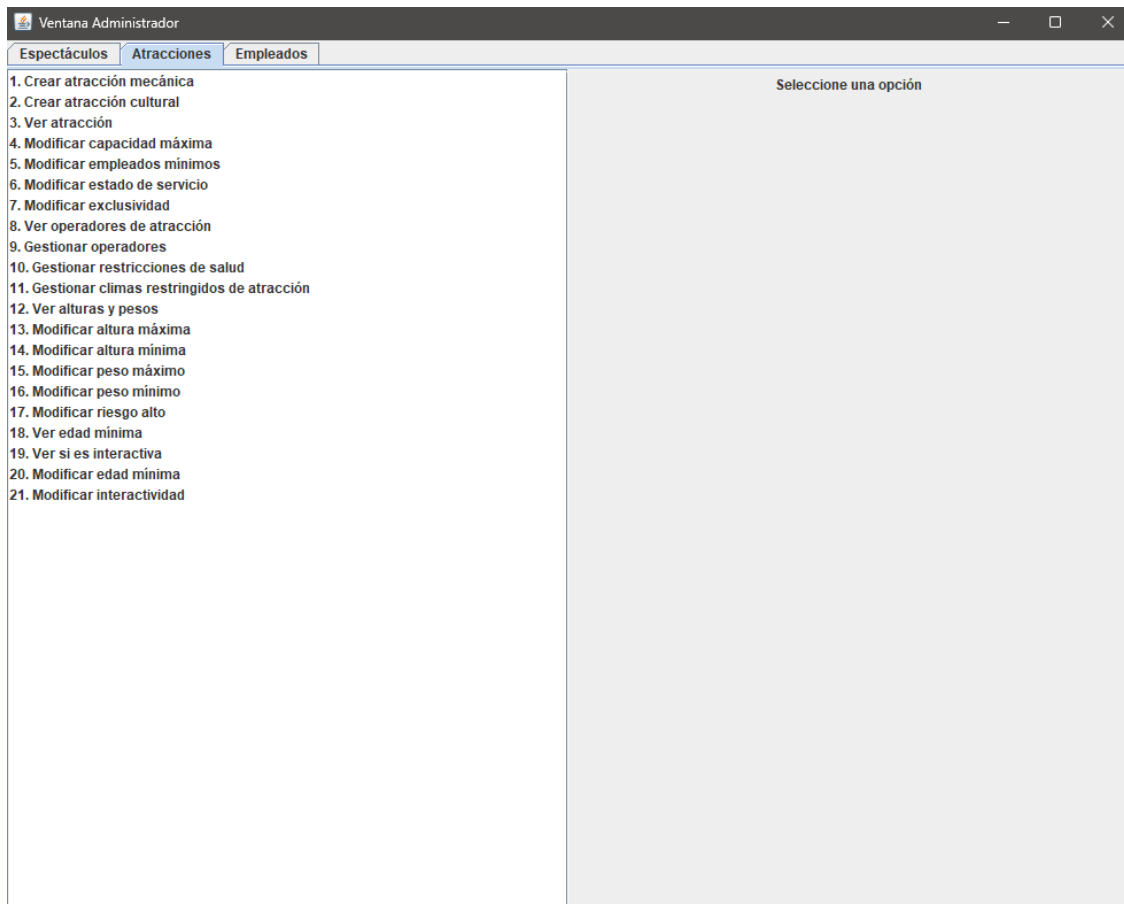 Ventana Administrador
Espectáculos Atracciones Empleados
1. Crear atracción mecánica
2. Crear atracción cultural
3. Ver atracción
4. Modificar capacidad máxima
5. Modificar empleados mínimos
6. Modificar estado de servicio
7. Modificar exclusividad
8. Ver operadores de atracción
9. Gestionar operadores
10. Gestionar restricciones de salud
11. Gestionar climas restringidos de atracción
12. Ver alturas y pesos
13. Modificar altura máxima
14. Modificar altura mínima
15. Modificar peso máximo
16. Modificar peso mínimo
17. Modificar riesgo alto
18. Ver edad mínima
19. Ver si es interactiva
20. Modificar edad mínima
21. Modificar interactividad
Seleccione una opción